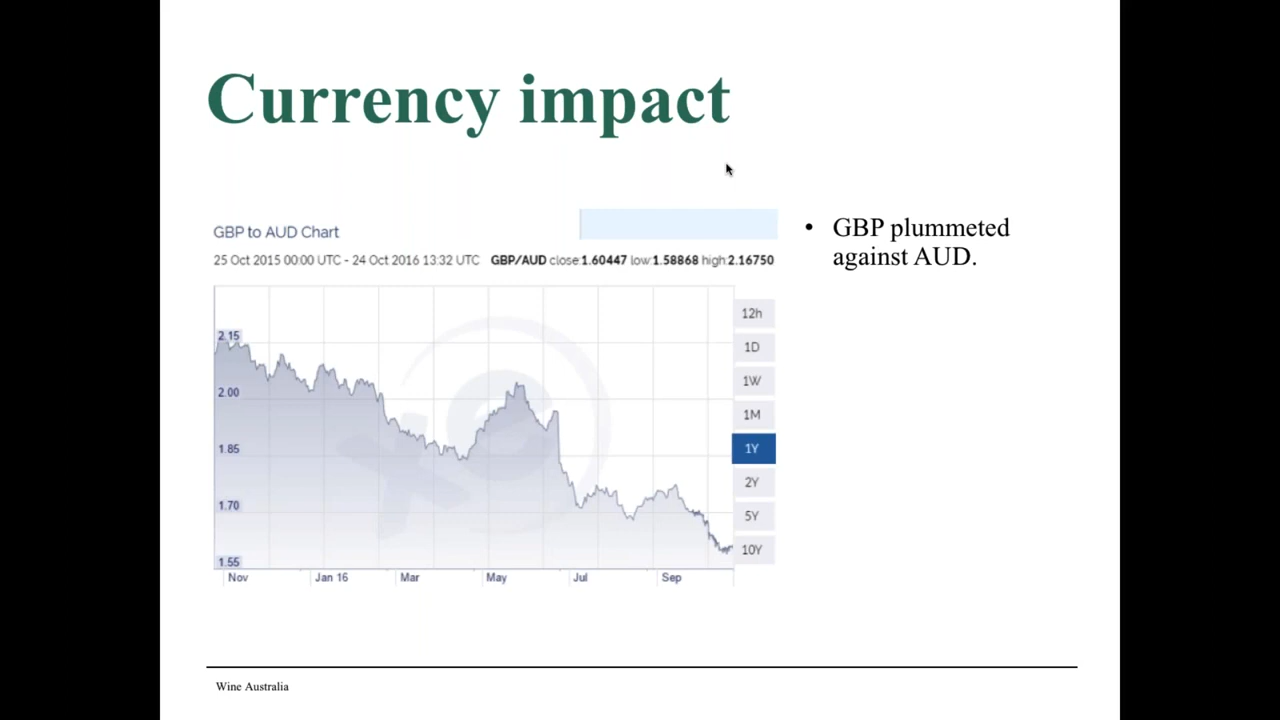 Currency impact
GBP to AUD Chart
25 Oct 2015 00:00 UTC - 24 Oct 2016 13:32 UTC GBP/AUD close:1.60447 low:1.58868 high:2.16750
• GBP plummeted
against AUD.
2.15
2.00
1.85
1.70
1.55
Nov Jan 16 Mar May Jul Sep
12h
1D
1W
1M
1Y
2Y
5Y
10Y
xe
Wine Australia